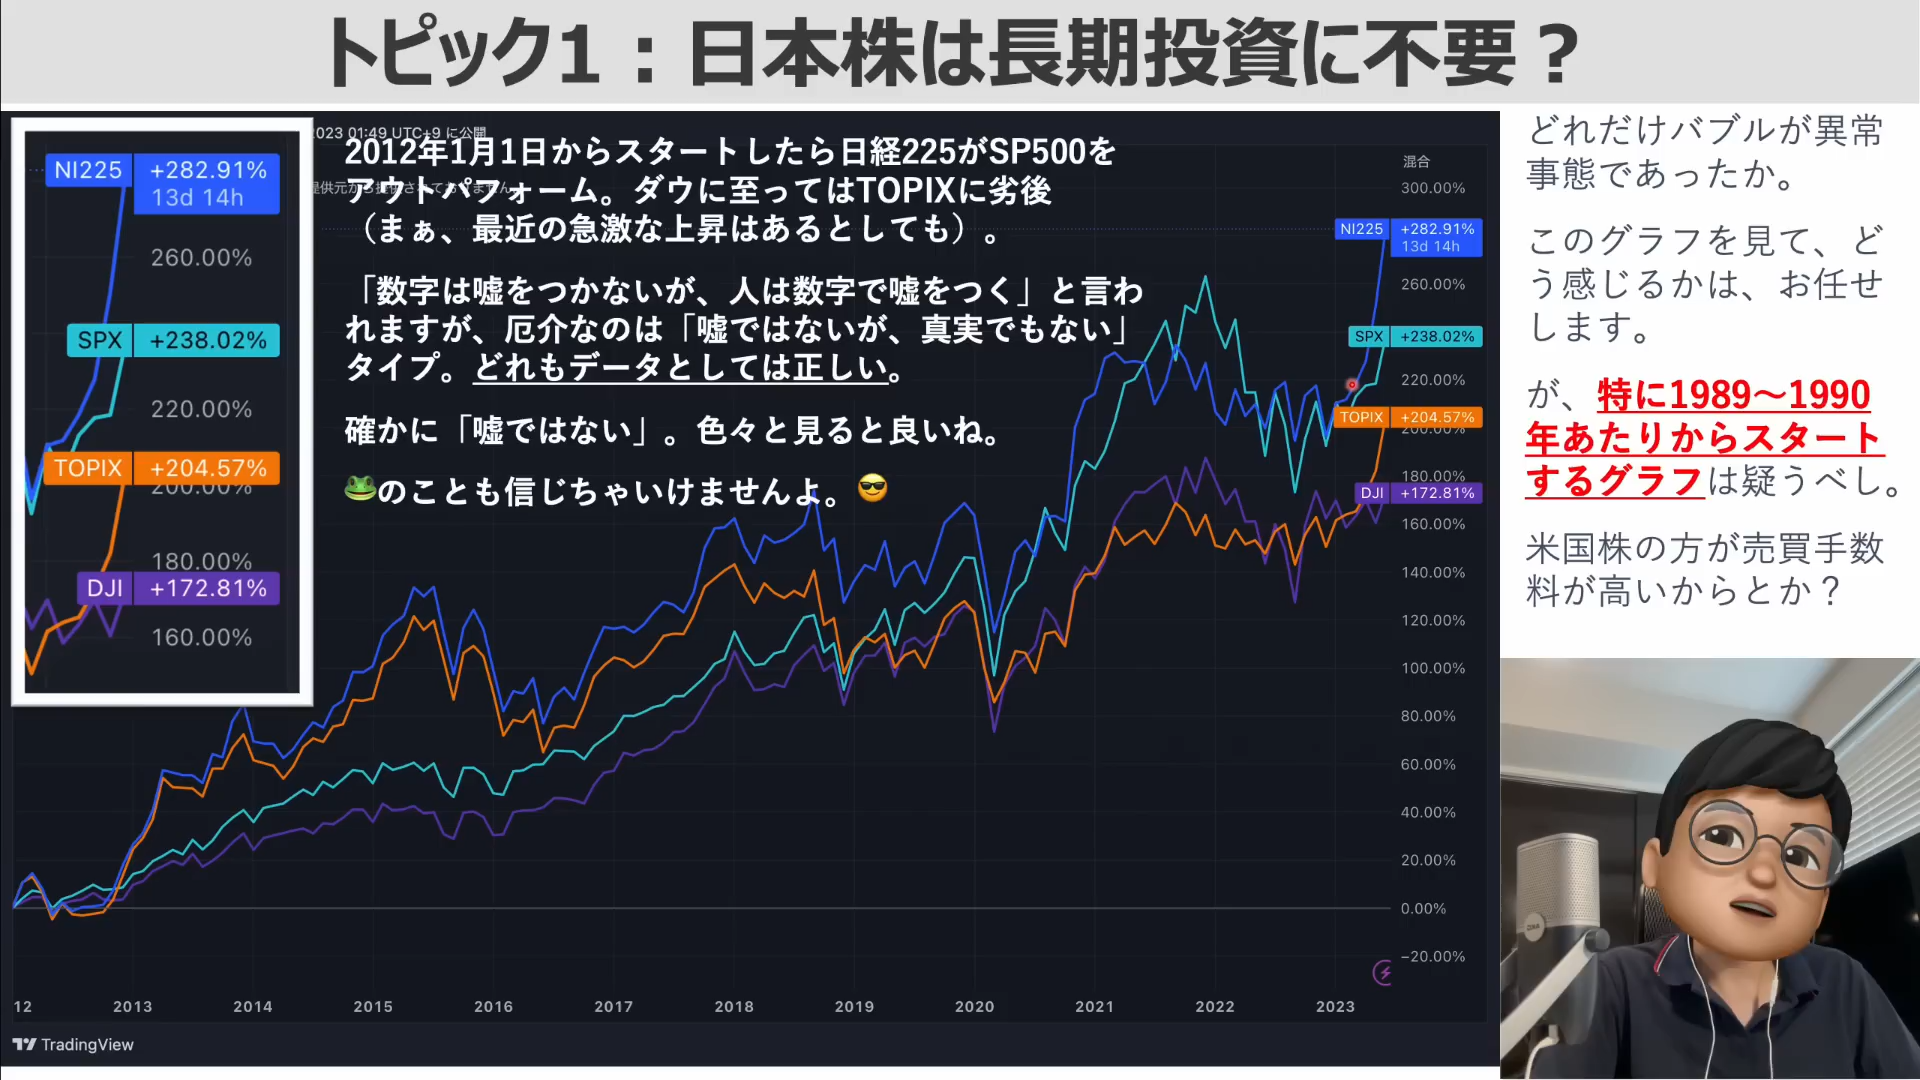 トピック1：日本株は長期投資に不要？
2023 01:49 UTC+9 に公開
NI225 +282.91%
13d 14h
260.00%
SPX +238.02%
220.00%
TOPIX +204.57%
200.00%
180.00%
DJI +172.81%
160.00%
2012年1月1日からスタートしたら日経225がSP500を
アウトパフォーム。ダウに至ってはTOPIXに劣後
（まぁ、最近の急激な上昇はあるとしても）。
「数字は嘘をつかないが、人は数字で嘘をつく」と言わ
れますが、厄介なのは「嘘ではないが、真実でもない」
タイプ。どれもデータとしては正しい。
確かに「嘘ではない」。色々と見ると良いね。
🐸のことも信じちゃいけませんよ。😎
混合
300.00%
NI225 +282.91%
13d 14h
260.00%
SPX +238.02%
220.00%
TOPIX +204.57%
200.00%
180.00%
DJI +172.81%
160.00%
140.00%
120.00%
100.00%
80.00%
60.00%
40.00%
20.00%
0.00%
−20.00%
12 2013 2014 2015 2016 2017 2018 2019 2020 2021 2022 2023
TradingView
どれだけバブルが異常
事態であったか。
このグラフを見て、ど
う感じるかは、お任せ
します。
が、特に1989〜1990
年あたりからスタート
するグラフは疑うべし。
米国株の方が売買手数
料が高いからとか？